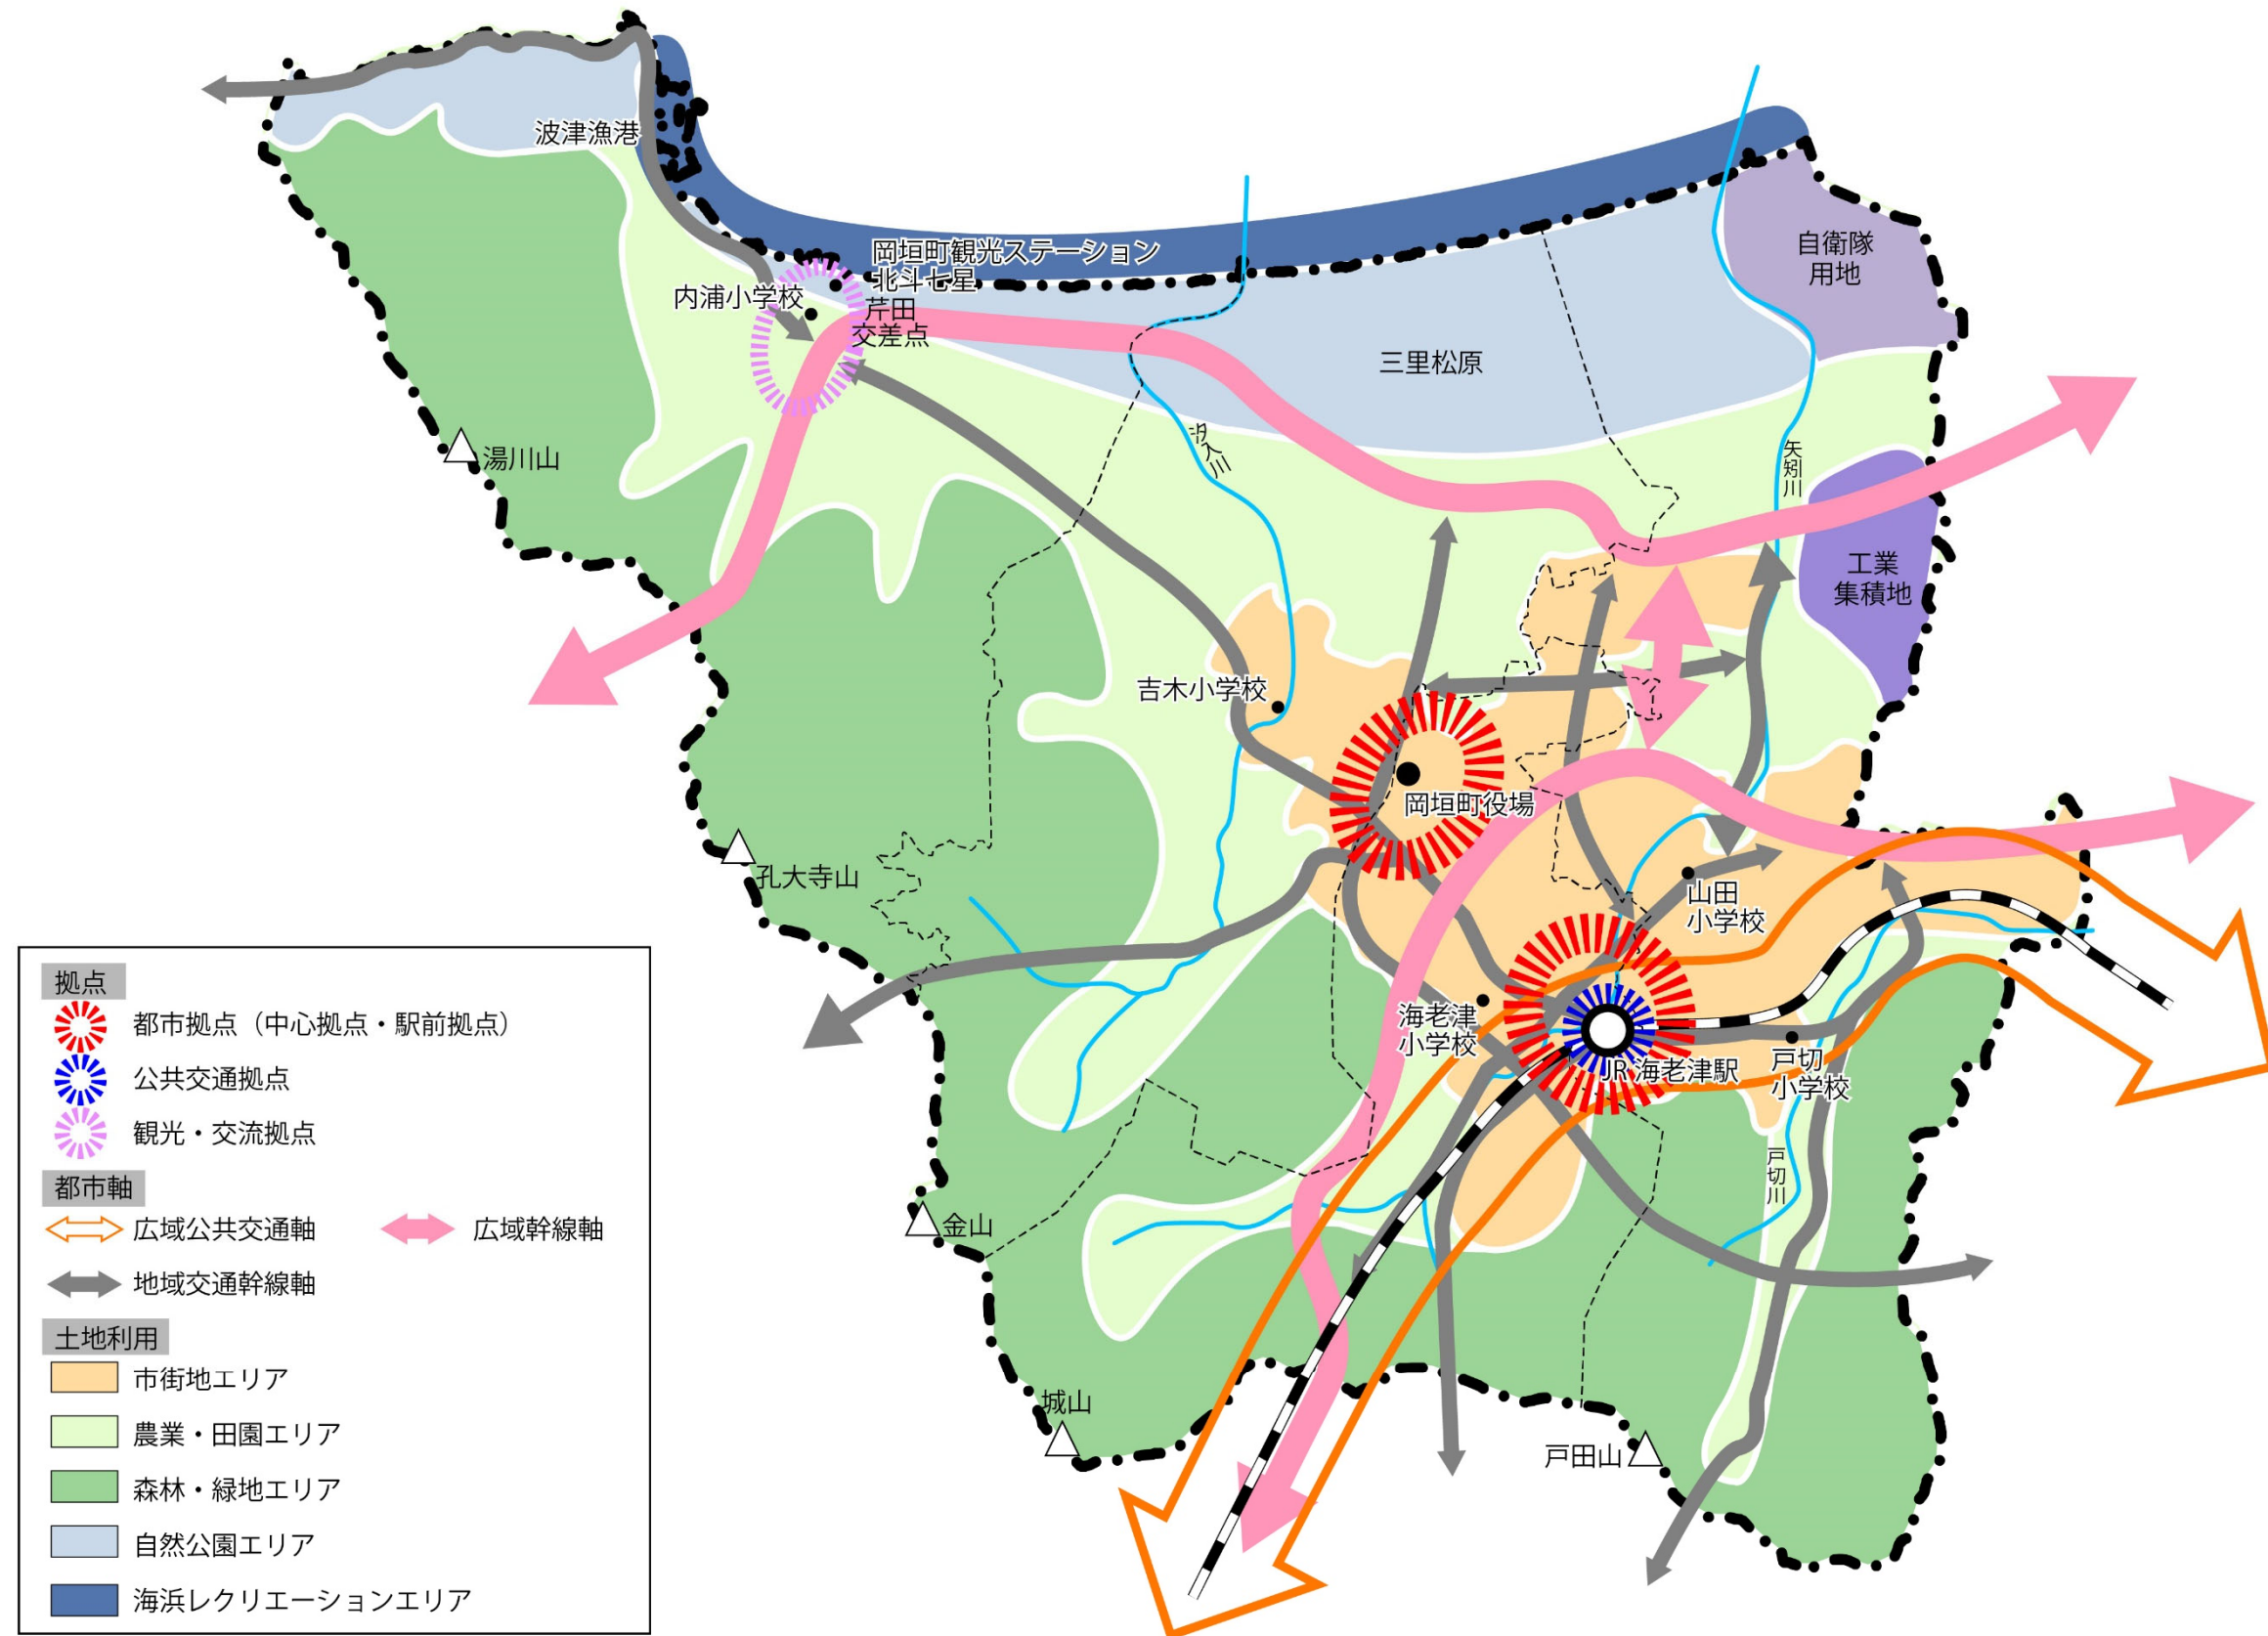 波津漁港
岡垣町観光ステーション
北斗七星
内浦小学校
芹田
交差点
自衛隊
用地
三里松原
汐入川
矢矧川
湯川山
工業
集積地
吉木小学校
岡垣町役場
孔大寺山
山田
小学校
海老津
小学校
JR 海老津駅
戸切
小学校
戸切川
金山
城山
戸田山
拠点
都市拠点（中心拠点・駅前拠点）
公共交通拠点
観光・交流拠点
都市軸
広域公共交通軸
広域幹線軸
地域交通幹線軸
土地利用
市街地エリア
農業・田園エリア
森林・緑地エリア
自然公園エリア
海浜レクリエーションエリア